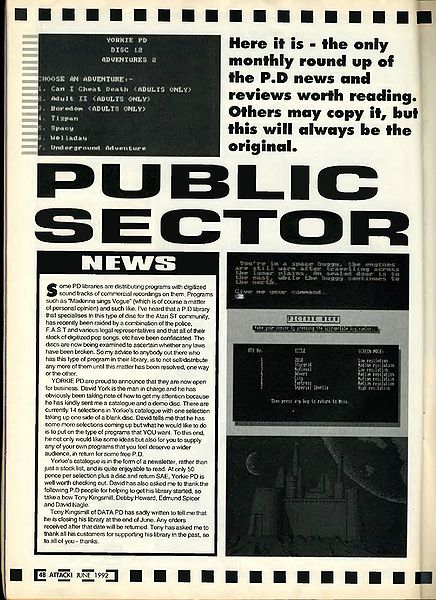 YORKIE PD
DISC 12
ADVENTURES 2
CHOOSE AN ADVENTURE:-
Can I Cheat Death (ADULTS ONLY)
Adult II (ADULTS ONLY)
Boredom (ADULTS ONLY)
Tizpan
Spacy
Welladay
Underground Adventure
Here it is - the only
monthly round up of
the P.D news and
reviews worth reading.
Others may copy it, but
this will always be the
original.
PUBLIC
SECTOR
NEWS
Some PD libraries are distributing programs with digitized
sound tracks of commercial recordings on them. Programs
such as "Madonna sings Vogue" (which is of course a matter
of personal opinion) and such like. I've heard that a P.D library
that specialises in this type of disc for the Atari ST community,
has recently been raided by a combination of the police,
F.A.S.T and various legal representatives and that all of their
stock of digitized pop songs, etc have been confiscated. The
discs are now being examined to ascertain whether any laws
have been broken. So my advice to anybody out there who
has this type of program in their library, is to not sell/distribute
any more of them until this matter has been resolved, one way
or the other.
YORKIE PD are proud to announce that they are now open
for business. David York is the man in charge and he has
obviously been taking note of how to get my attention because
he has kindly sent me a catalogue and a demo disc. There are
currently 14 selections in Yorkie's catalogue with one selection
taking up one side of a blank disc. David tells me that he has
some more selections coming up but what he would like to do
is to put on the type of programs that YOU want. To this end,
he not only would like some ideas but also for you to supply
any of your own programs that you feel deserve a wider
audience, in return for some free P.D.
Yorkie's catalogue is in the form of a newsletter, rather than
just a stock list, and is quite enjoyable to read. At only 50
pence per selection plus a disc and return SAE, Yorkie PD is
well worth checking out. David has also asked me to thank the
following P.D people for helping to get his library started, so
take a bow Tony Kingsmill, Debby Howard, Edmund Spicer
and David Nagle.
Tony Kingsmill of DATA PD has sadly written to tell me that
he is closing his library at the end of June. Any orders
received after that date will be returned. Tony has asked me to
thank all his customers for supporting his library in the past, so
to all of you - thanks.
You're in a space buggy, the engines
are still warm after travelling across
the lunar plains. An sealed door is to
the east, while the buggy continues to
the north.
Give me your command
PICTURE MENU
Make your choice by pressing the appropriate key number.
KEY No.
TITLE
SCREEN MODE:
Then press any key to return to Menu.
48 ATTACK! JUNE 1992